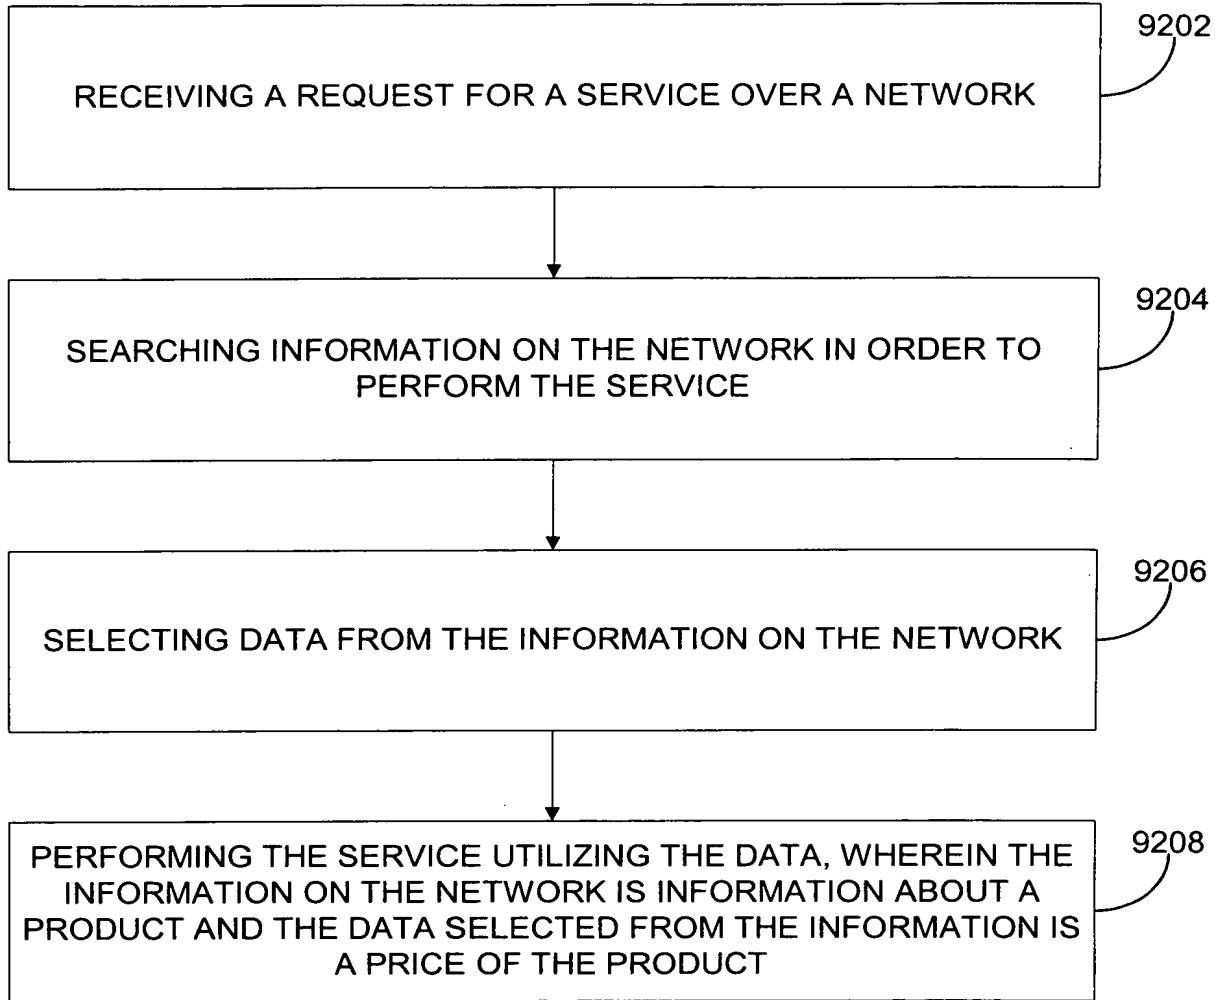 9202
RECEIVING A REQUEST FOR A SERVICE OVER A NETWORK
9204
SEARCHING INFORMATION ON THE NETWORK IN ORDER TO
PERFORM THE SERVICE
9206
SELECTING DATA FROM THE INFORMATION ON THE NETWORK
9208
PERFORMING THE SERVICE UTILIZING THE DATA, WHEREIN THE
INFORMATION ON THE NETWORK IS INFORMATION ABOUT A
PRODUCT AND THE DATA SELECTED FROM THE INFORMATION IS
A PRICE OF THE PRODUCT